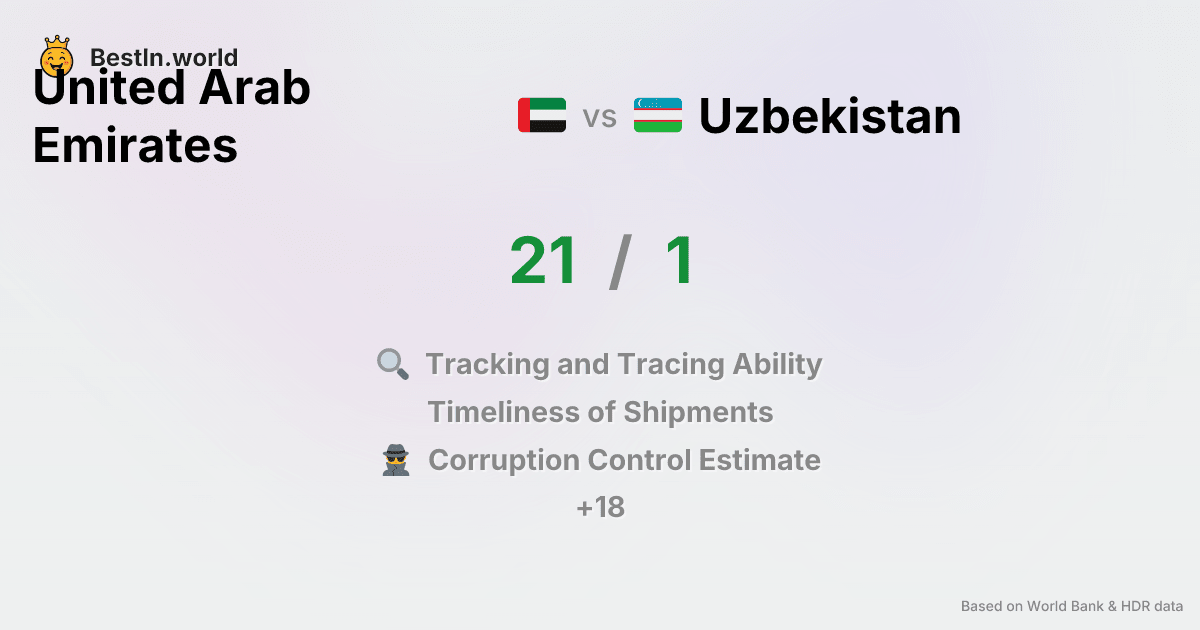 BestIn.world
United Arab
Emirates
vs
Uzbekistan
21 / 1
Tracking and Tracing Ability
Timeliness of Shipments
Corruption Control Estimate
+18
Based on World Bank & HDR data